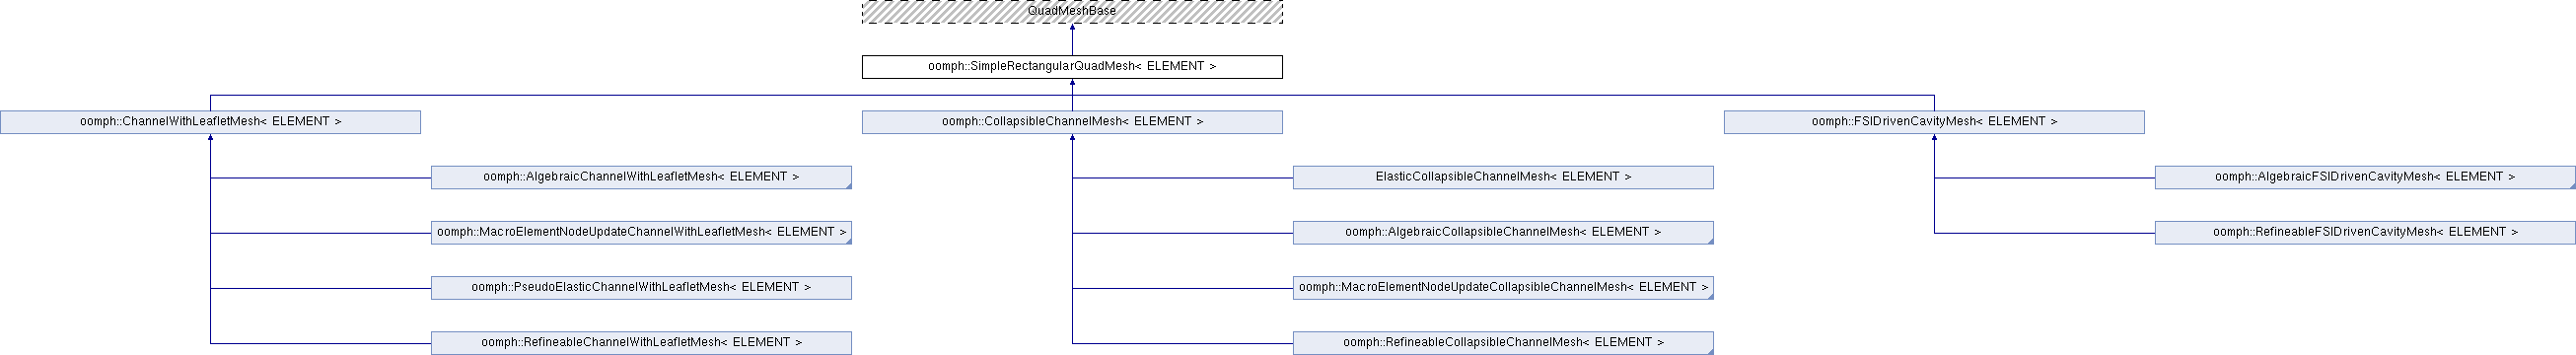 QuadMeshBase
oomph::SimpleRectangularQuadMesh< ELEMENT >
oomph::ChannelWithLeafletMesh< ELEMENT >
oomph::CollapsibleChannelMesh< ELEMENT >
oomph::FSIDrivenCavityMesh< ELEMENT >
oomph::AlgebraicChannelWithLeafletMesh< ELEMENT >
ElasticCollapsibleChannelMesh< ELEMENT >
oomph::AlgebraicFSIDrivenCavityMesh< ELEMENT >
oomph::MacroElementNodeUpdateChannelWithLeafletMesh< ELEMENT >
oomph::AlgebraicCollapsibleChannelMesh< ELEMENT >
oomph::RefineableFSIDrivenCavityMesh< ELEMENT >
oomph::PseudoElasticChannelWithLeafletMesh< ELEMENT >
oomph::MacroElementNodeUpdateCollapsibleChannelMesh< ELEMENT >
oomph::RefineableChannelWithLeafletMesh< ELEMENT >
oomph::RefineableCollapsibleChannelMesh< ELEMENT >